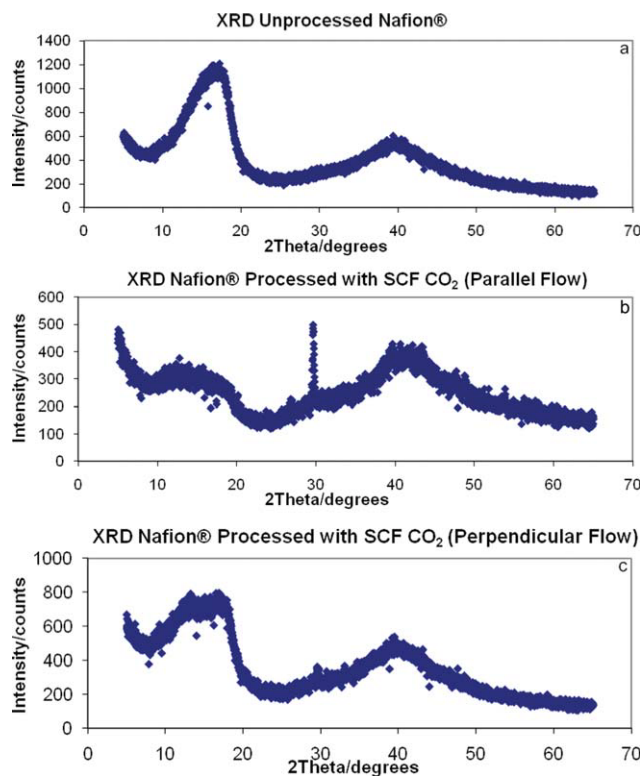 XRD Unprocessed Nafion®
a
1400
1200
1000
800
600
400
200
0
Intensity/counts
0 10 20 30 40 50 60 70
2Theta/degrees
XRD Nafion® Processed with SCF CO₂ (Parallel Flow)
b
600
500
400
300
200
100
0
Intensity/counts
0 10 20 30 40 50 60 70
2Theta/degrees
XRD Nafion® Processed with SCF CO₂ (Perpendicular Flow)
c
1000
800
600
400
200
0
Intensity/counts
0 10 20 30 40 50 60 70
2Theta/degrees